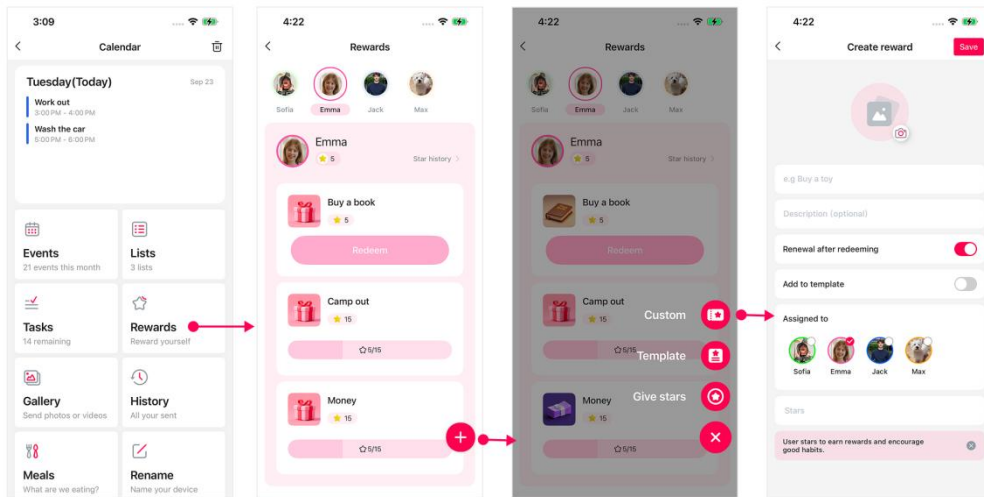 3:09
Calendar
Tuesday(Today)
Sep 23
Work out
3:00 PM - 4:00 PM
Wash the car
5:00 PM - 6:00 PM
Events
21 events this month
Lists
3 lists
Tasks
14 remaining
Rewards
Reward yourself
Gallery
Send photos or videos
History
All your sent
Meals
What are we eating?
Rename
Name your device
4:22
Rewards
Sofia
Emma
Jack
Max
Emma
5
Star history
Buy a book
5
Redeem
Camp out
15
5/15
Money
15
5/15
4:22
Rewards
Sofia
Emma
Jack
Max
Emma
5
Star history
Buy a book
5
Redeem
Camp out
15
Custom
5/15
Template
Money
15
Give stars
5/15
4:22
Create reward
Save
e.g Buy a toy
Description (optional)
Renewal after redeeming
Add to template
Assigned to
Sofia
Emma
Jack
Max
Stars
User stars to earn rewards and encourage
good habits.